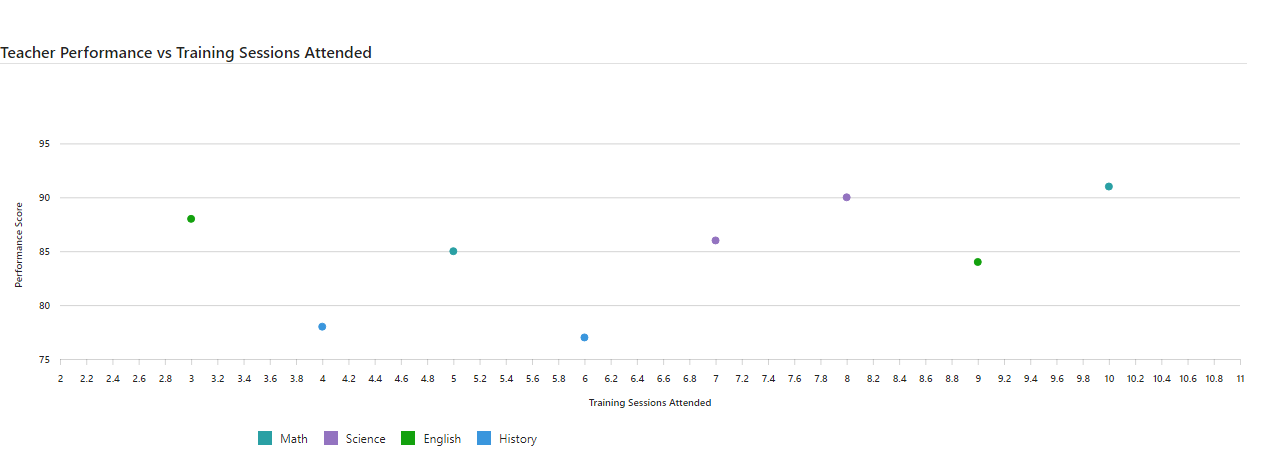 Teacher Performance vs Training Sessions Attended
95
90
85
80
75
Performance Score
2 2.2 2.4 2.6 2.8 3 3.2 3.4 3.6 3.8 4 4.2 4.4 4.6 4.8 5 5.2 5.4 5.6 5.8 6 6.2 6.4 6.6 6.8 7 7.2 7.4 7.6 7.8 8 8.2 8.4 8.6 8.8 9 9.2 9.4 9.6 9.8 10 10.2 10.4 10.6 10.8 11
Training Sessions Attended
Math Science English History